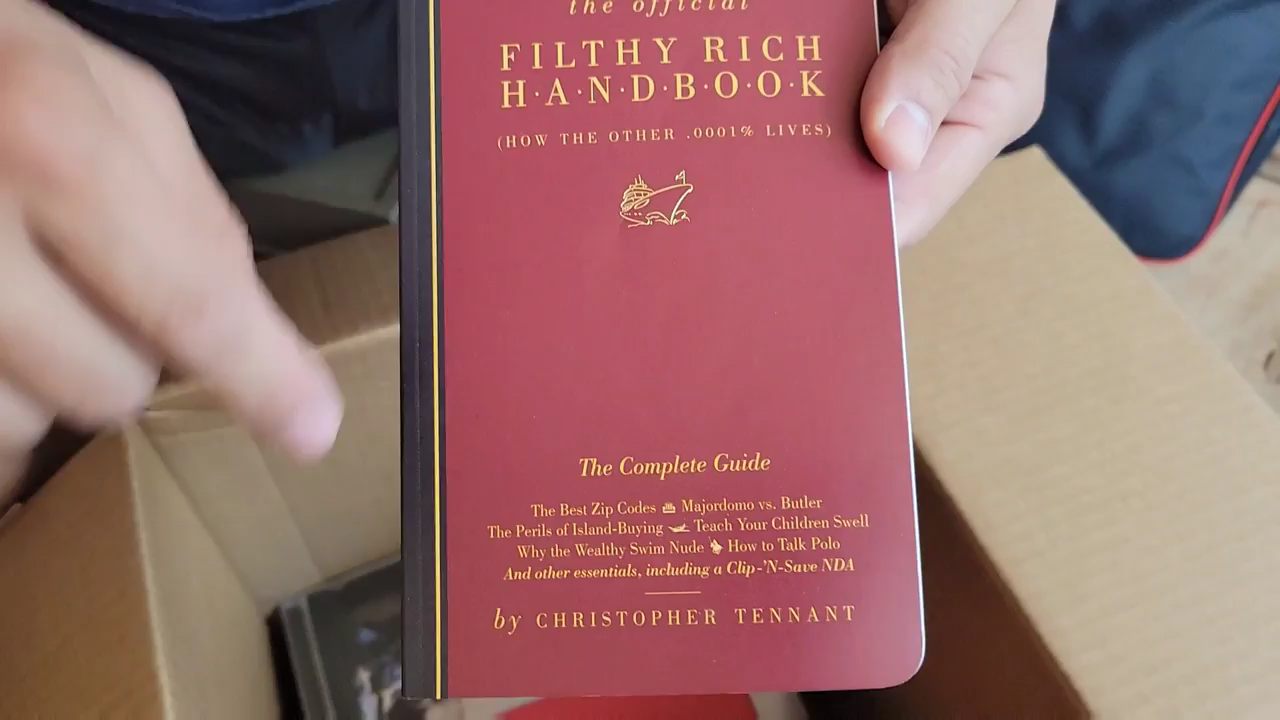 the official
FILTHY RICH
H·A·N·D·B·O·O·K
(HOW THE OTHER .0001% LIVES)
The Complete Guide
The Best Zip Codes Majordomo vs. Butler
The Perils of Island-Buying Teach Your Children Swell
Why the Wealthy Swim Nude How to Talk Polo
And other essentials, including a Clip-'N-Save NDA
by CHRISTOPHER TENNANT